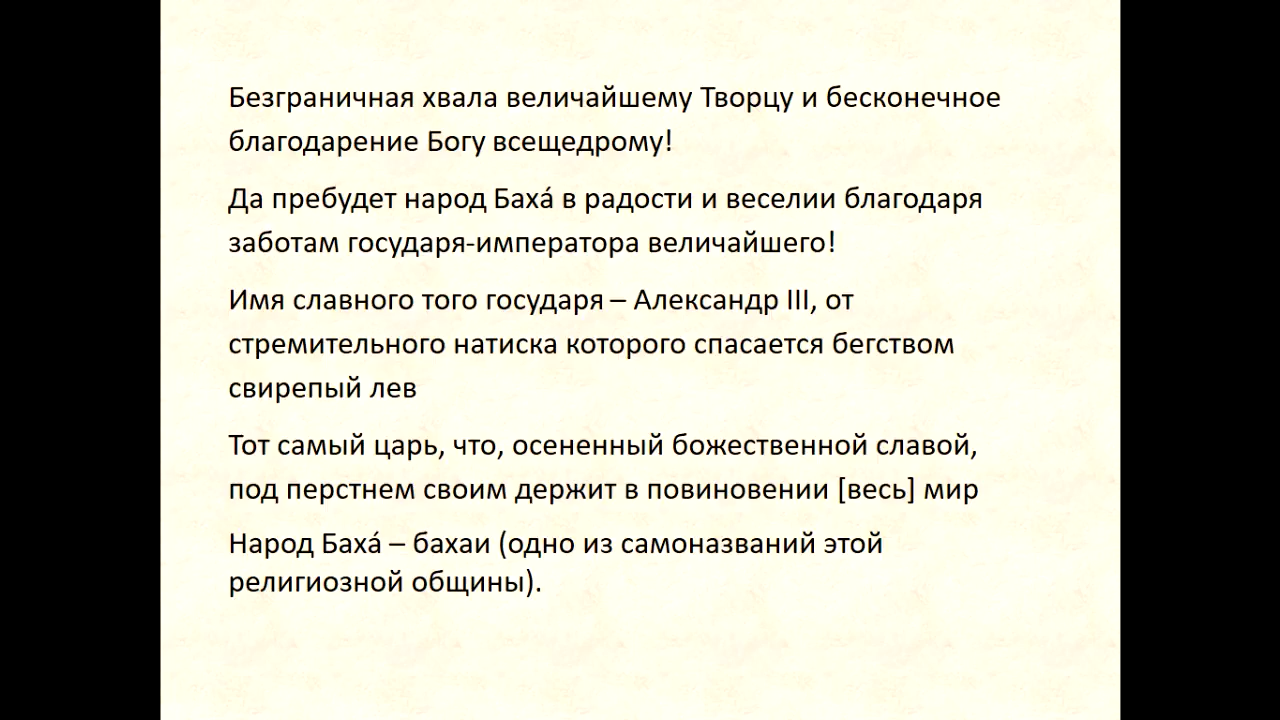 Безграничная хвала величайшему Творцу и бесконечное
благодарение Богу всещедрому!
Да пребудет народ Баха́ в радости и веселии благодаря
заботам государя-императора величайшего!
Имя славного того государя – Александр III, от
стремительного натиска которого спасается бегством
свирепый лев
Тот самый царь, что, осененный божественной славой,
под перстнем своим держит в повиновении [весь] мир
Народ Баха́ – бахаи (одно из самоназваний этой
религиозной общины).